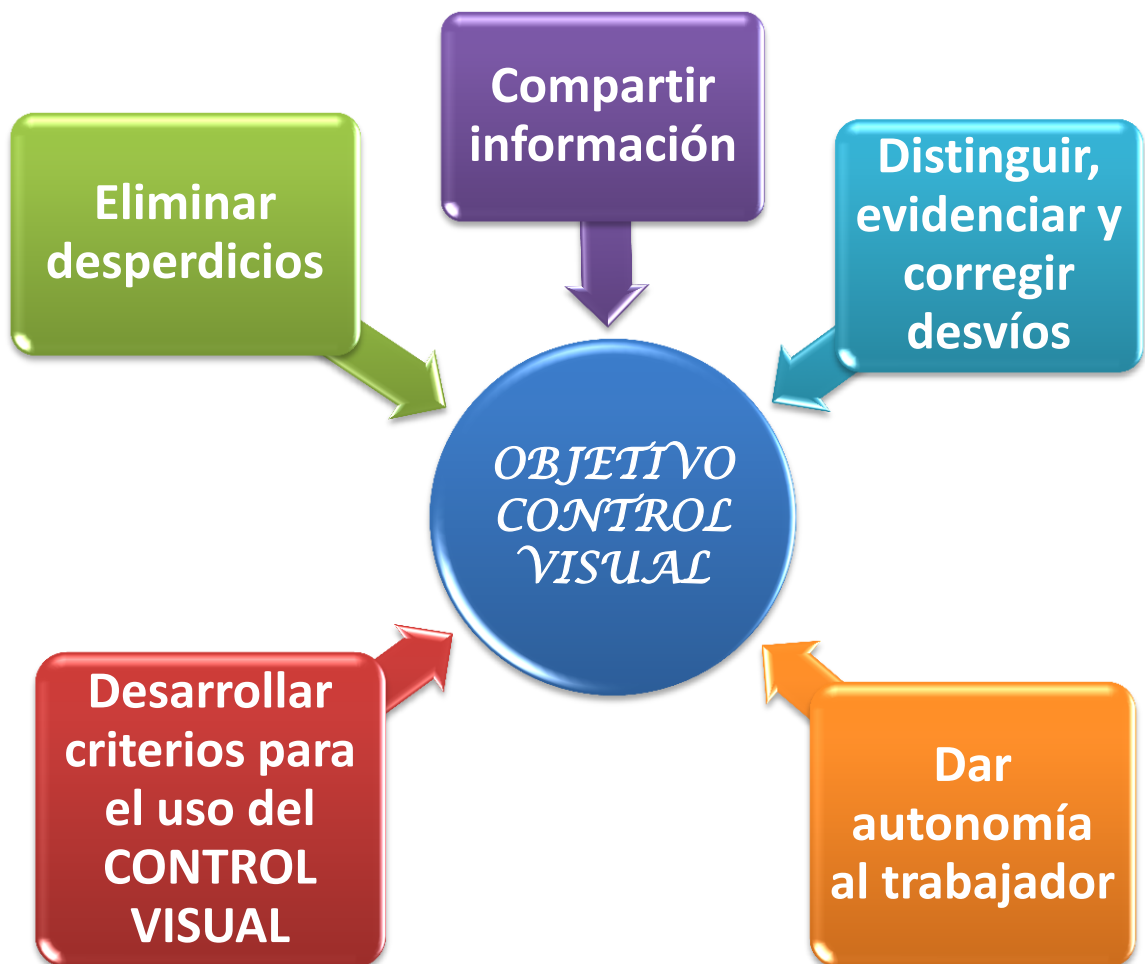 Compartir
información
Eliminar
desperdicios
Distinguir,
evidenciar y
corregir
desvíos
OBJETIVO
CONTROL
VISUAL
Desarrollar
criterios para
el uso del
CONTROL
VISUAL
Dar
autonomía
al trabajador